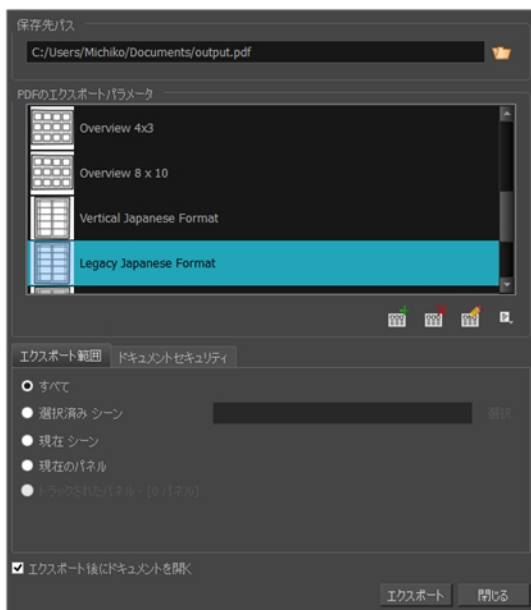 保存先パス
C:/Users/Michiko/Documents/output.pdf
PDFのエクスポートパラメータ
Overview 4x3
Overview 8 x 10
Vertical Japanese Format
Legacy Japanese Format
エクスポート範囲 ドキュメントセキュリティ
すべて
選択済み シーン 選択
現在 シーン
現在のパネル
トラックされたパネル - [0 パネル]
エクスポート後にドキュメントを開く
エクスポート 閉じる